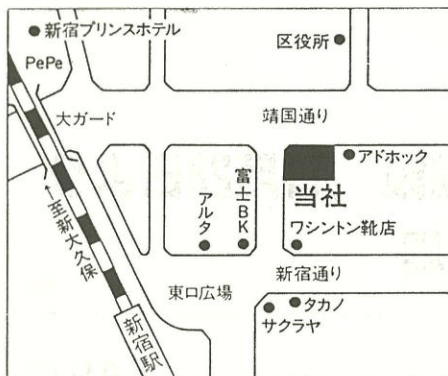 新宿プリンスホテル
PePe
区役所
大ガード
靖国通り
アドホック
当社
富士BK
アルタ
ワシントン靴店
←至新大久保
新宿通り
東口広場
タカノ
サクラヤ
新宿駅